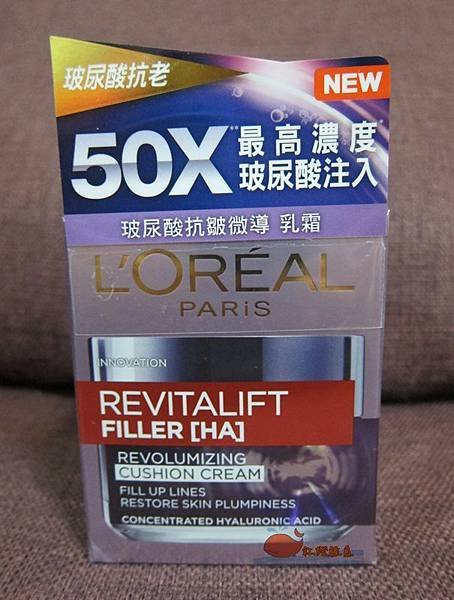 玻尿酸抗老
NEW
50X**
最高濃度*
玻尿酸注入
玻尿酸抗皺微導 乳霜
L'ORÉAL
PARiS
INNOVATION
REVITALIFT
FILLER [HA]
REVOLUMIZING
CUSHION CREAM
FILL UP LINES
RESTORE SKIN PLUMPINESS
CONCENTRATED HYALURONIC ACID